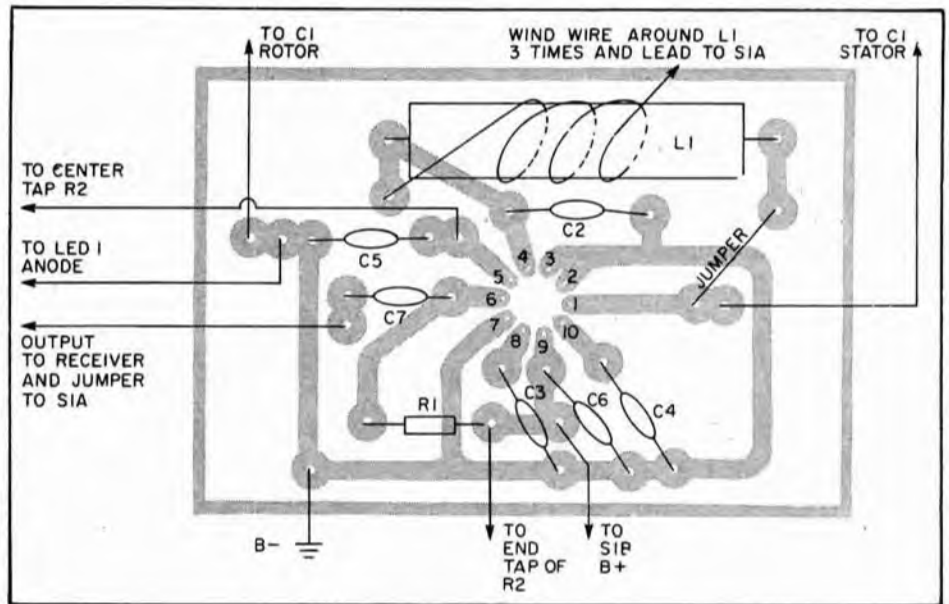 TO C1
ROTOR
WIND WIRE AROUND L1
3 TIMES AND LEAD TO S1A
TO C1
STATOR
L1
TO CENTER
TAP R2
C2
TO LED 1
ANODE
C5
4
3
5
2
JUMPER
C7
6
1
7
8
9
10
OUTPUT
TO RECEIVER
AND JUMPER
TO S1A
R1
C3
C6
C4
B-
TO
END
TAP OF
R2
TO
S1B
B+